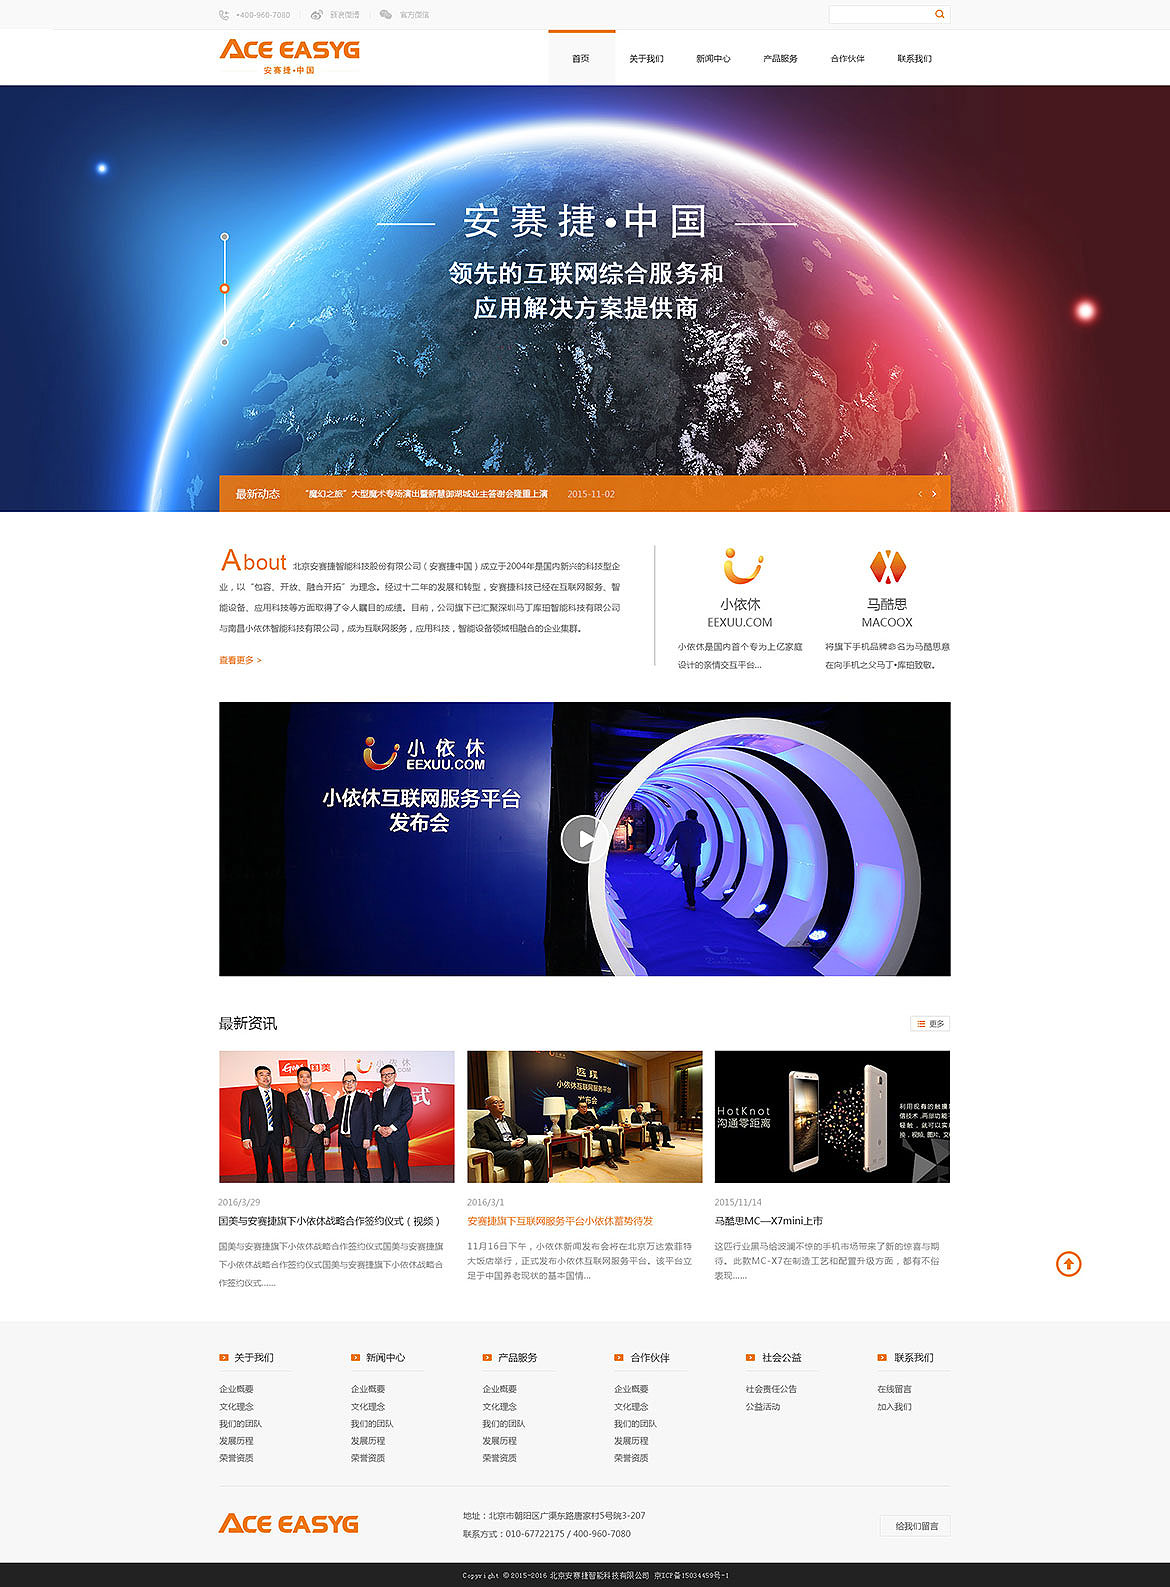 +400-960-7080
官方微信
ACE EASYG
安赛捷•中国
首页 关于我们 新闻中心 产品服务 合作伙伴 联系我们
安赛捷•中国
领先的互联网综合服务和
应用解决方案提供商
最新动态 “魔幻之旅”大型魔术专场演出暨新慧御湖城业主答谢会隆重上演 2015-11-02
About 北京安赛捷智能科技股份有限公司（安赛捷中国）成立于2004年是国内新兴的科技型企
业，以“包容、开放、融合开拓”为理念。经过十二年的发展和转型，安赛捷科技已经在互联网服务、智
能设备、应用科技等方面取得了令人瞩目的成绩。目前，公司旗下已汇聚深圳马丁库珀智能科技有限公司
与南昌小依休智能科技有限公司，成为互联网服务，应用科技，智能设备领域相融合的企业集群。
查看更多 >
小依休
EEXUU.COM
小依休是国内首个专为上亿家庭
设计的亲情交互平台...
马酷思
MACOOX
将旗下手机品牌命名为马酷思意
在向手机之父马丁•库珀致敬。
小依休
EEXUU.COM
小依休互联网服务平台
发布会
最新资讯
更多
国美
小依休
小依休互联网服务平台
发布会
HotKnot
沟通零距离
2016/3/29
国美与安赛捷旗下小依休战略合作签约仪式（视频）
国美与安赛捷旗下小依休战略合作签约仪式国美与安赛捷旗
下小依休战略合作签约仪式国美与安赛捷旗下小依休战略合
作签约仪式......
2016/3/1
安赛捷旗下互联网服务平台小依休蓄势待发
11月16日下午，小依休新闻发布会将在北京万达索菲特
大饭店举行，正式发布小依休互联网服务平台。该平台立
足于中国养老现状的基本国情...
2015/11/14
马酷思MC—X7mini上市
这匹行业黑马给波澜不惊的手机市场带来了新的惊喜与期
待。此款MC-X7在制造工艺和配置升级方面，都有不俗
表现......
关于我们 新闻中心 产品服务 合作伙伴 社会公益 联系我们
企业概要 企业概要 企业概要 企业概要 社会责任公告 在线留言
文化理念 文化理念 文化理念 文化理念 公益活动 加入我们
我们的团队 我们的团队 我们的团队 我们的团队
发展历程 发展历程 发展历程 发展历程
荣誉资质 荣誉资质 荣誉资质 荣誉资质
ACE EASYG
地址：北京市朝阳区广渠东路唐家村5号院3-207
联系方式：010-67722175 / 400-960-7080
给我们留言
Copyright ©2015-2016 北京安赛捷智能科技有限公司 京ICP备15034459号-1